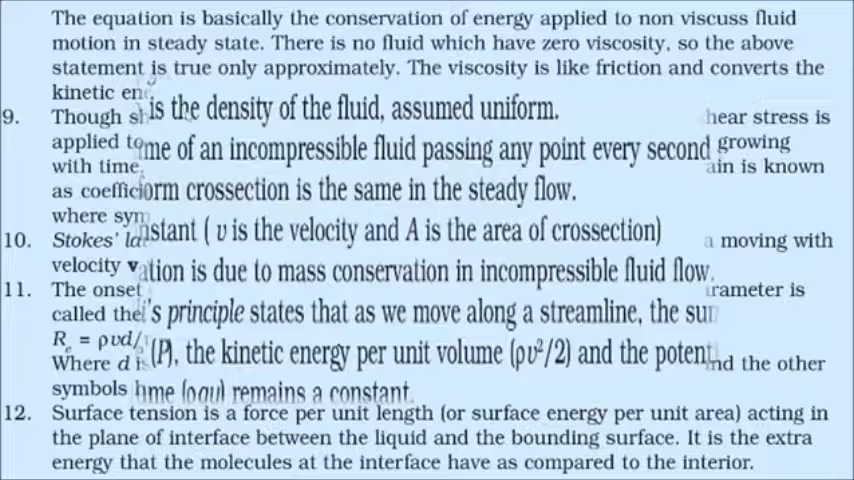 The equation is basically the conservation of energy applied to non viscuss fluid
motion in steady state. There is no fluid which have zero viscosity, so the above
statement is true only approximately. The viscosity is like friction and converts the
kinetic
is the density of the fluid, assumed uniform.
9. Though hear stress is
applied to growing
me of an incompressible fluid passing any point every second
with time ain is known
as form crossection is the same in the steady flow.
where
nstant ( v is the velocity and A is the area of crossection)
10. Stokes' a moving with
velocity v
ation is due to mass conservation in incompressible fluid flow.
11. The onset rameter is
called the 's principle states that as we move along a streamline, the
Re = ρvd/
(P), the kinetic energy per unit volume (ρv²/2) and the
Where d nd the other
symbols remains a constant.
12. Surface tension is a force per unit length (or surface energy per unit area) acting in
the plane of interface between the liquid and the bounding surface. It is the extra
energy that the molecules at the interface have as compared to the interior.